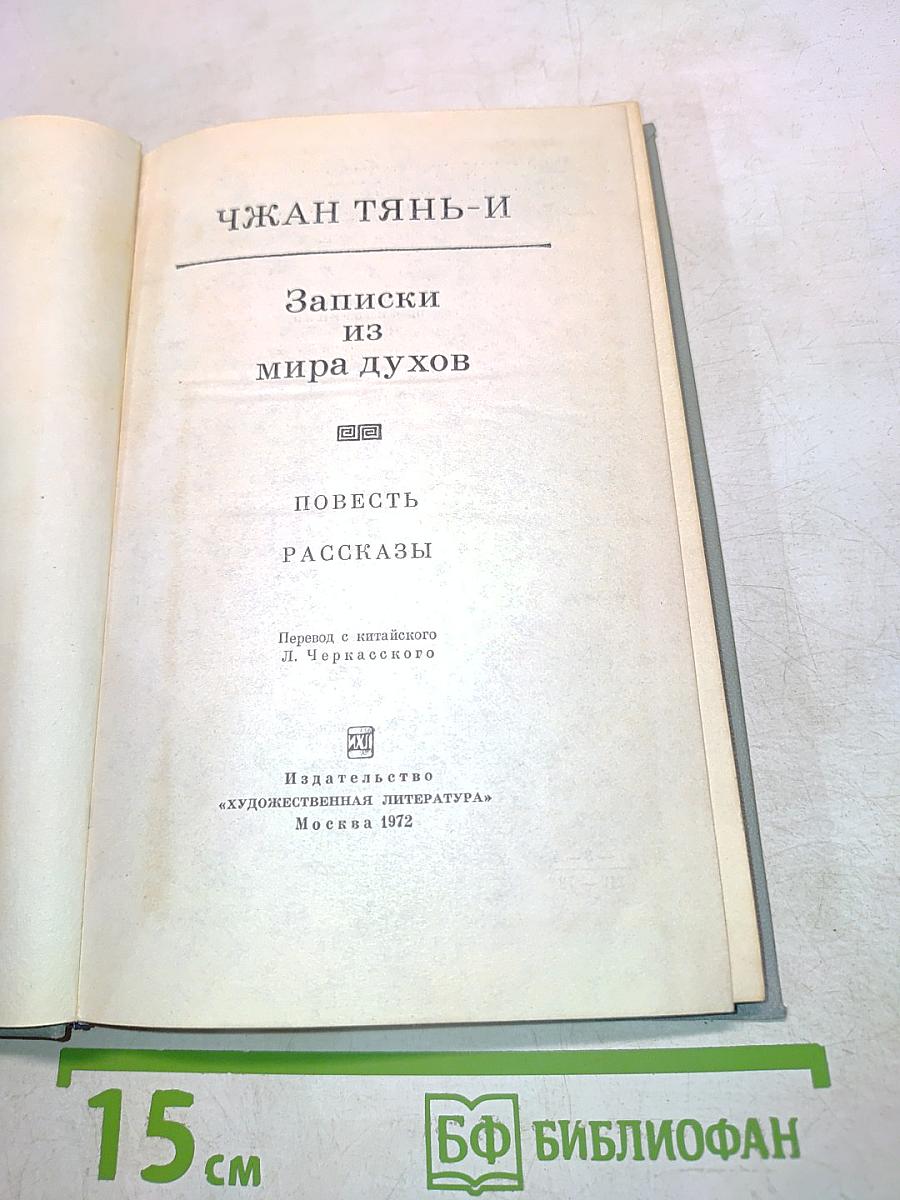 ЧЖАН ТЯНЬ-И
Записки
из
мира духов
ПОВЕСТЬ
РАССКАЗЫ
Перевод с китайского
Л. Черкасского
ИХЛ
Издательство
«ХУДОЖЕСТВЕННАЯ ЛИТЕРАТУРА»
Москва 1972
15 см
БФ БИБЛИОФАН